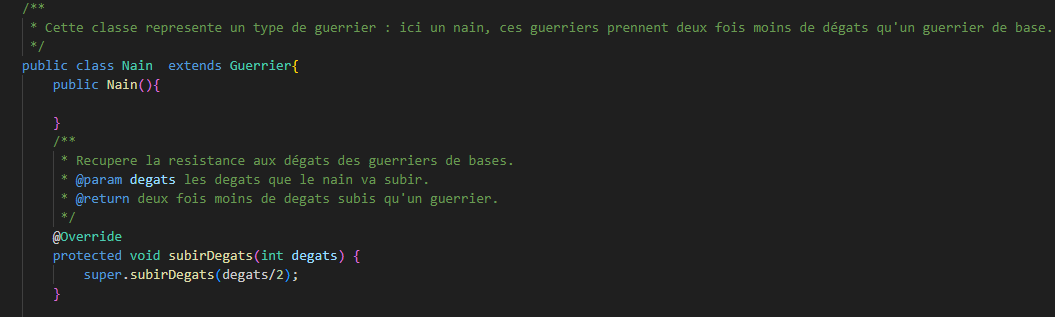 /**
 * Cette classe represente un type de guerrier : ici un nain, ces guerriers prennent deux fois moins de dégats qu'un guerrier de base.
 */
public class Nain  extends Guerrier{
    public Nain(){

    }
    /**
     * Recupere la resistance aux dégats des guerriers de bases.
     * @param degats les degats que le nain va subir.
     * @return deux fois moins de degats subis qu'un guerrier.
     */
    @Override
    protected void subirDegats(int degats) {
        super.subirDegats(degats/2);
    }